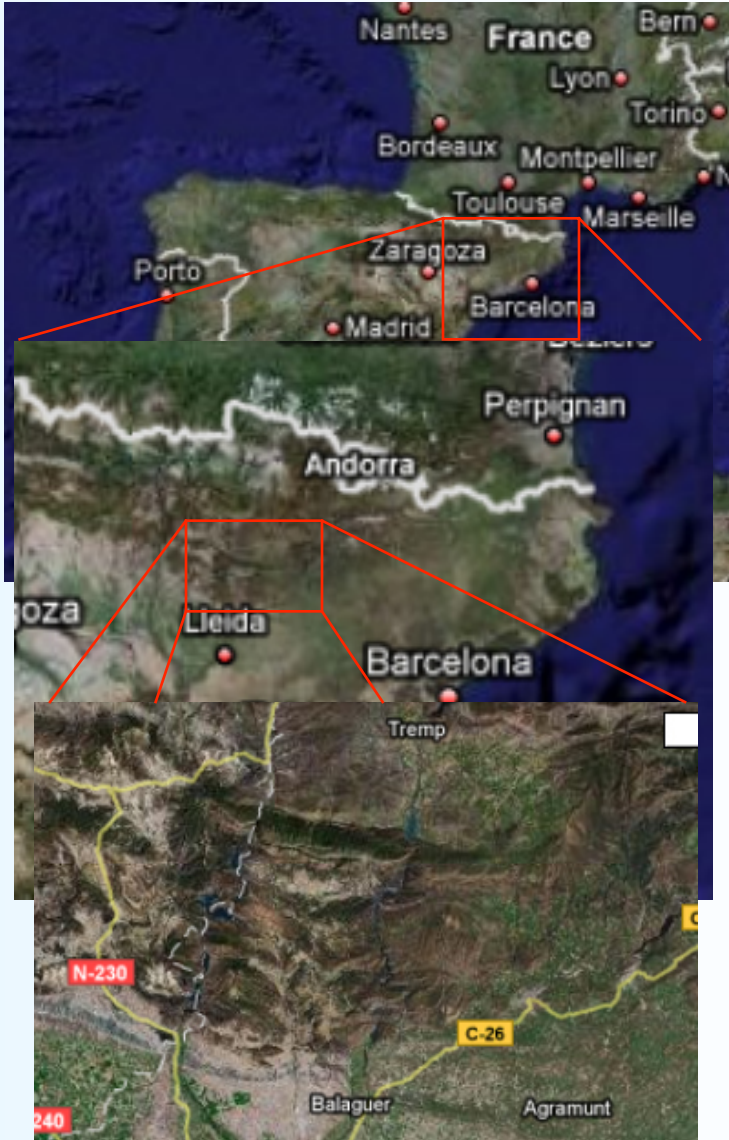 Nantes
France
Bern
Lyon
Torino
Bordeaux
Montpellier
Toulouse
Marseille
N
Zaragoza
Porto
Barcelona
Madrid
Béziers
Perpignan
Andorra
goza
Lleida
Barcelona
Tremp
C
N-230
C-26
Balaguer
Agramunt
240